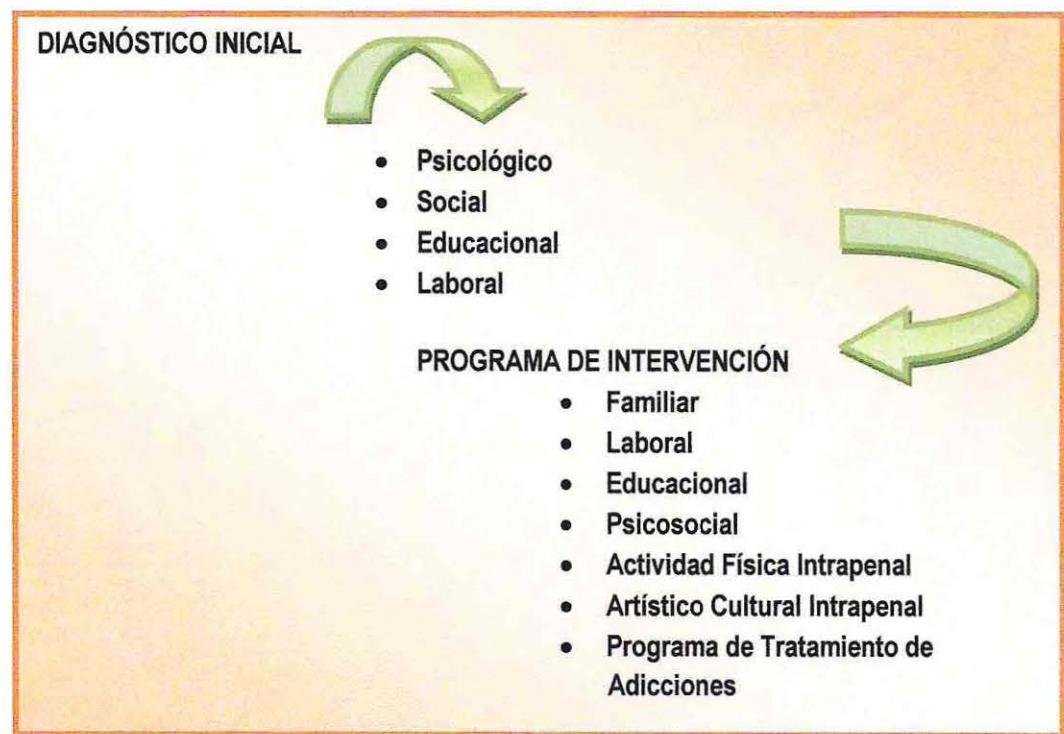 DIAGNÓSTICO INICIAL
• Psicológico
• Social
• Educacional
• Laboral
PROGRAMA DE INTERVENCIÓN
• Familiar
• Laboral
• Educacional
• Psicosocial
• Actividad Física Intrapenal
• Artístico Cultural Intrapenal
• Programa de Tratamiento de
Adicciones